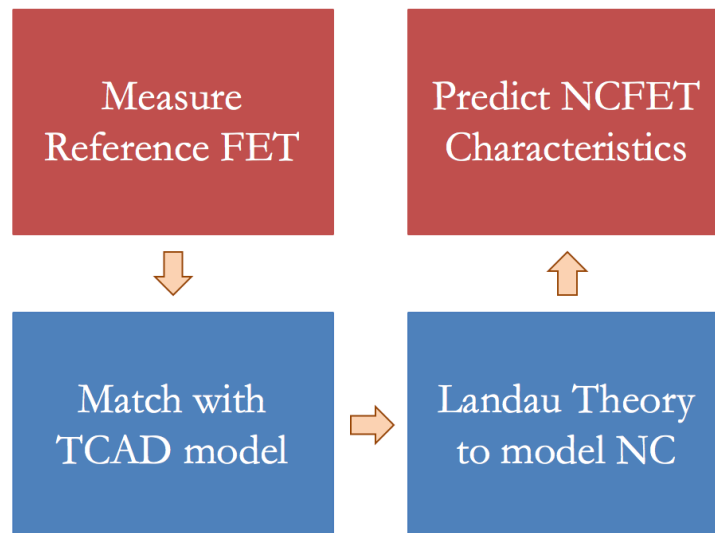 Measure
Reference FET
Match with
TCAD model
Landau Theory
to model NC
Predict NCFET
Characteristics